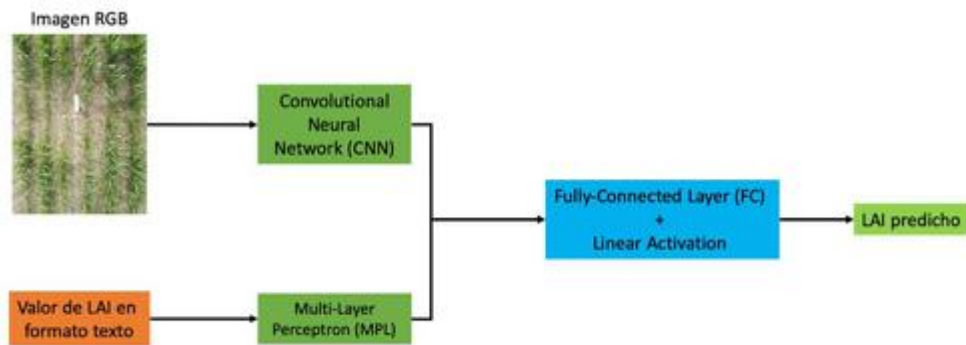 Imagen RGB
Convolutional
Neural
Network (CNN)
Fully-Connected Layer (FC)
+
Linear Activation
LAI predicho
Valor de LAI en
formato texto
Multi-Layer
Perceptron (MPL)